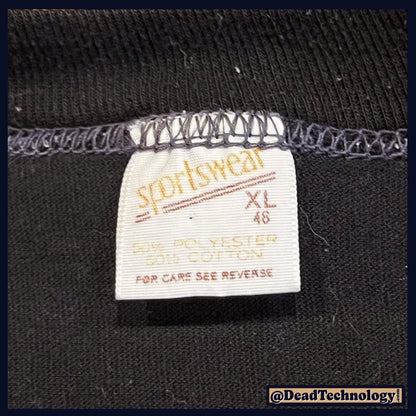 sportswear
XL
48
50% POLYESTER
50% COTTON
FOR CARE SEE REVERSE
@DeadTechnology